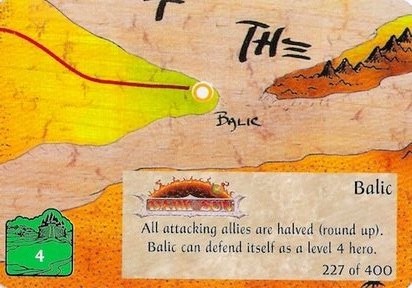 THE
BALIC
Balic
DARK SUN
All attacking allies are halved (round up).
Balic can defend itself as a level 4 hero.
4
227 of 400